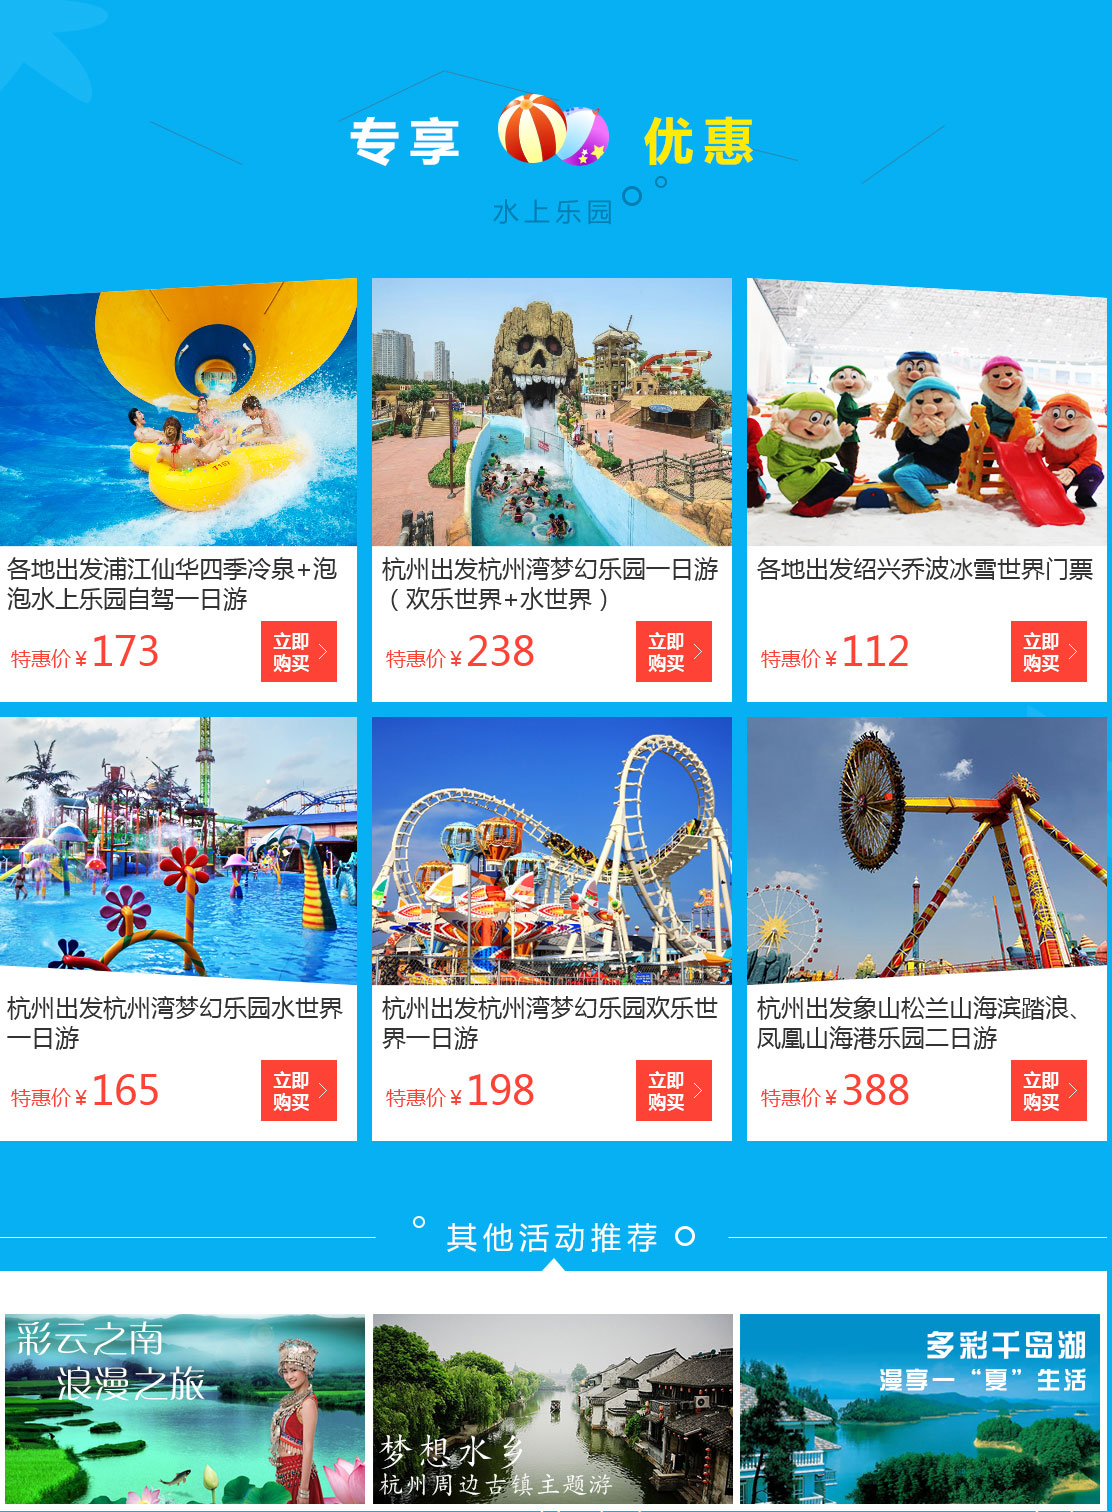 专享 优惠
水上乐园
各地出发浦江仙华四季冷泉+泡
泡水上乐园自驾一日游
特惠价¥173
立即
购买
杭州出发杭州湾梦幻乐园一日游
（欢乐世界+水世界）
特惠价¥238
立即
购买
各地出发绍兴乔波冰雪世界门票
特惠价¥112
立即
购买
杭州出发杭州湾梦幻乐园水世界
一日游
特惠价¥165
立即
购买
杭州出发杭州湾梦幻乐园欢乐世
界一日游
特惠价¥198
立即
购买
杭州出发象山松兰山海滨踏浪、
凤凰山海港乐园二日游
特惠价¥388
立即
购买
其他活动推荐
彩云之南
浪漫之旅
梦想水乡
杭州周边古镇主题游
多彩千岛湖
漫享一“夏”生活